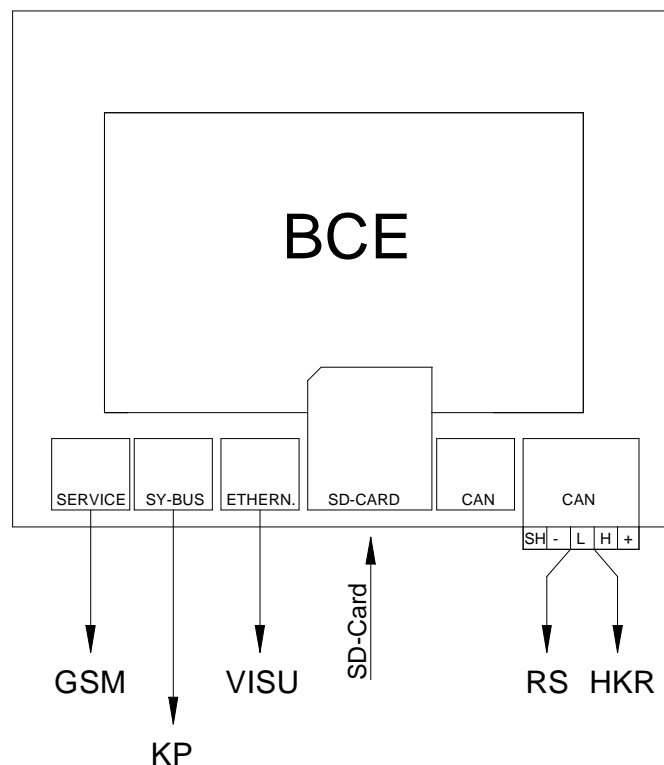 BCE
SERVICE SY-BUS ETHERN. SD-CARD CAN CAN
SH - L H +
SD-Card
GSM VISU RS HKR
KP